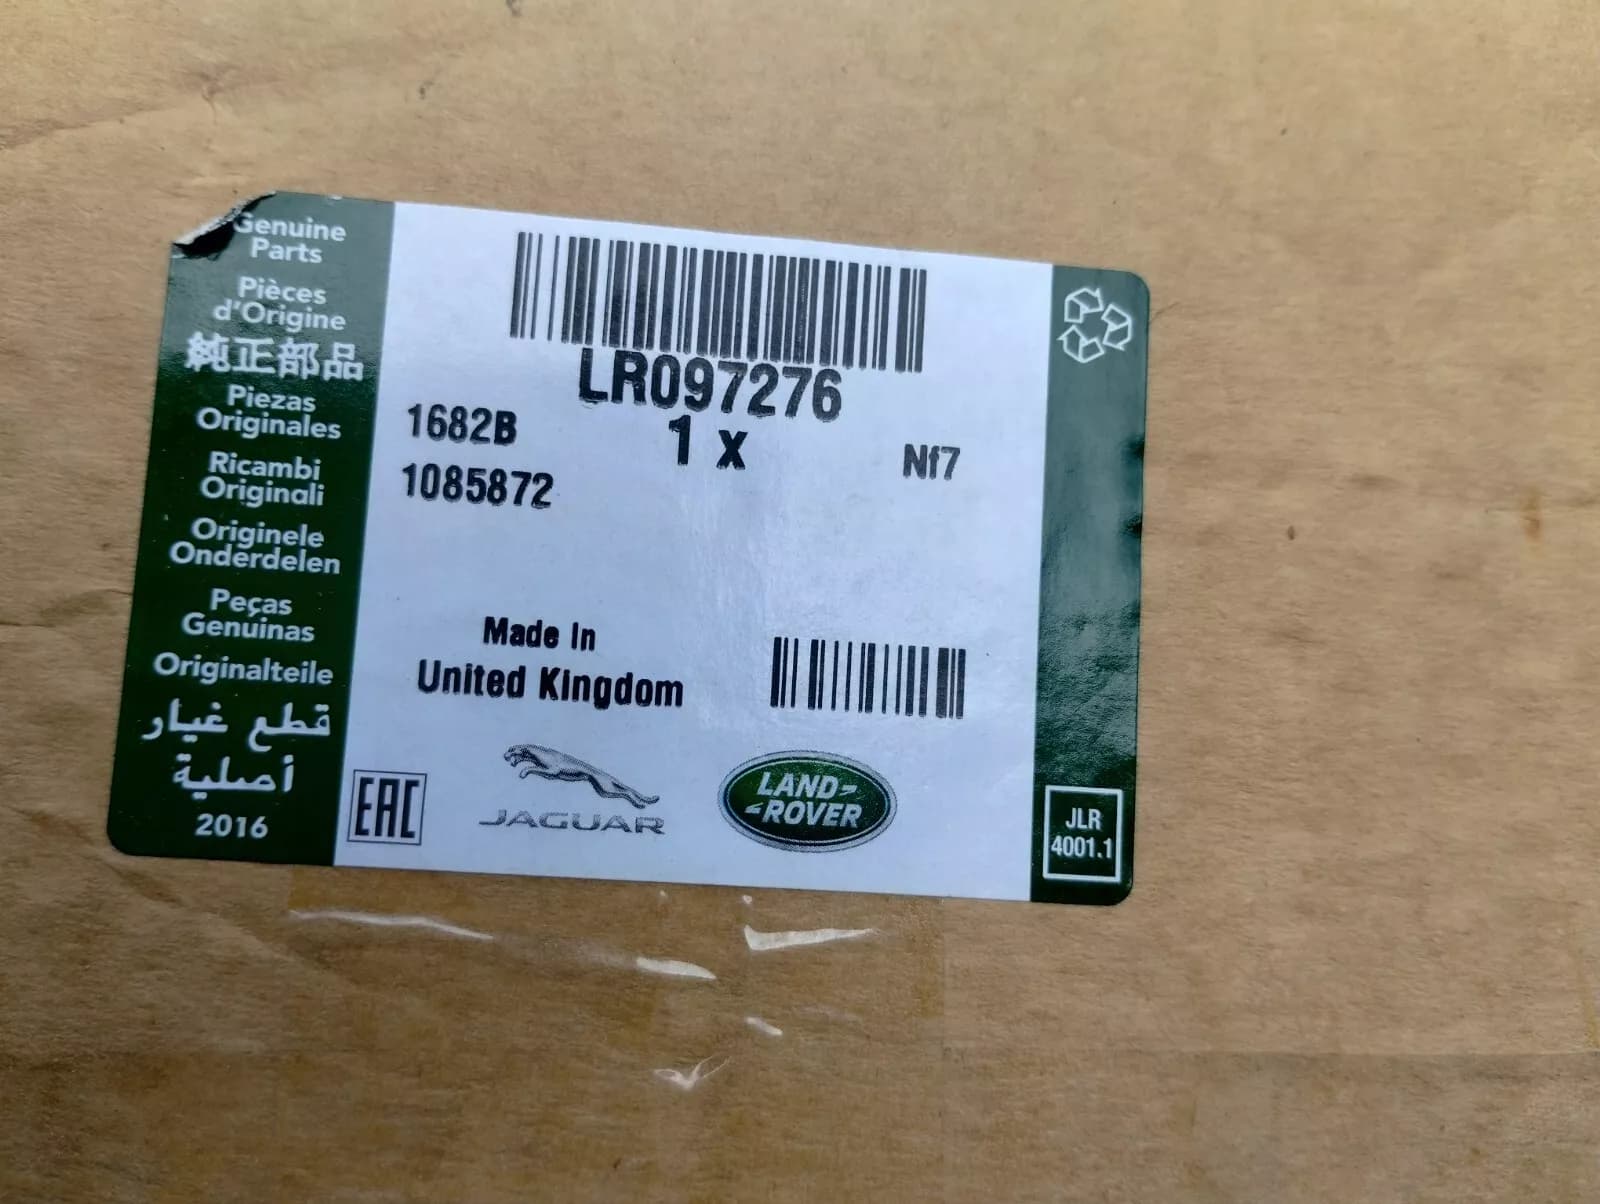 Genuine
Parts
Pièces
d'Origine
純正部品
Piezas
Originales
Ricambi
Originali
Originele
Onderdelen
Peças
Genuinas
Originalteile
قطع غيار
أصلية
2016
LR097276
1682B
1 x
Nf7
1085872
Made In
United Kingdom
EAC
JAGUAR
LAND-
ROVER
JLR
4001.1